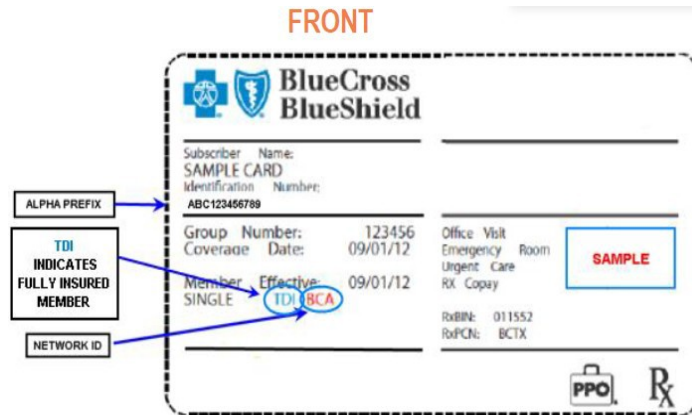 FRONT
BlueCross
BlueShield
Subscriber Name:
SAMPLE CARD
Identification Number:
ABC123456789
ALPHA PREFIX
Group Number: 123456
Coverage Date: 09/01/12
Member Effective: 09/01/12
SINGLE TDI BCA
TDI
INDICATES
FULLY INSURED
MEMBER
NETWORK ID
Office Visit
Emergency Room
Urgent Care
RX Copay
SAMPLE
RxBIN: 011552
RxPCN: BCTX
PPO
Rx